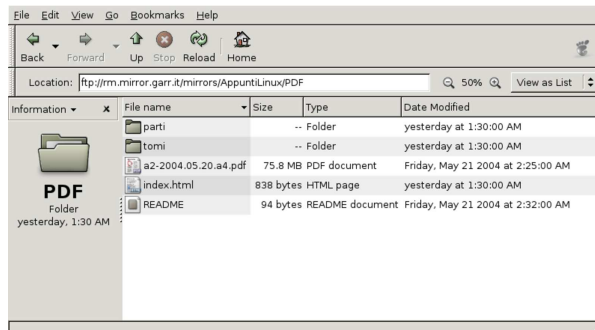 File Edit View Go Bookmarks Help
Back Forward Up Stop Reload Home
Location: ftp://rm.mirror.garr.it/mirrors/AppuntiLinux/PDF 50% View as List
Information x File name Size Type Date Modified
parti -- Folder yesterday at 1:30:00 AM
tomi -- Folder yesterday at 1:30:00 AM
a2-2004.05.20.a4.pdf 75.8 MB PDF document Friday, May 21 2004 at 2:25:00 AM
index.html 838 bytes HTML page yesterday at 1:30:00 AM
README 94 bytes README document Friday, May 21 2004 at 2:32:00 AM
PDF
Folder
yesterday, 1:30 AM